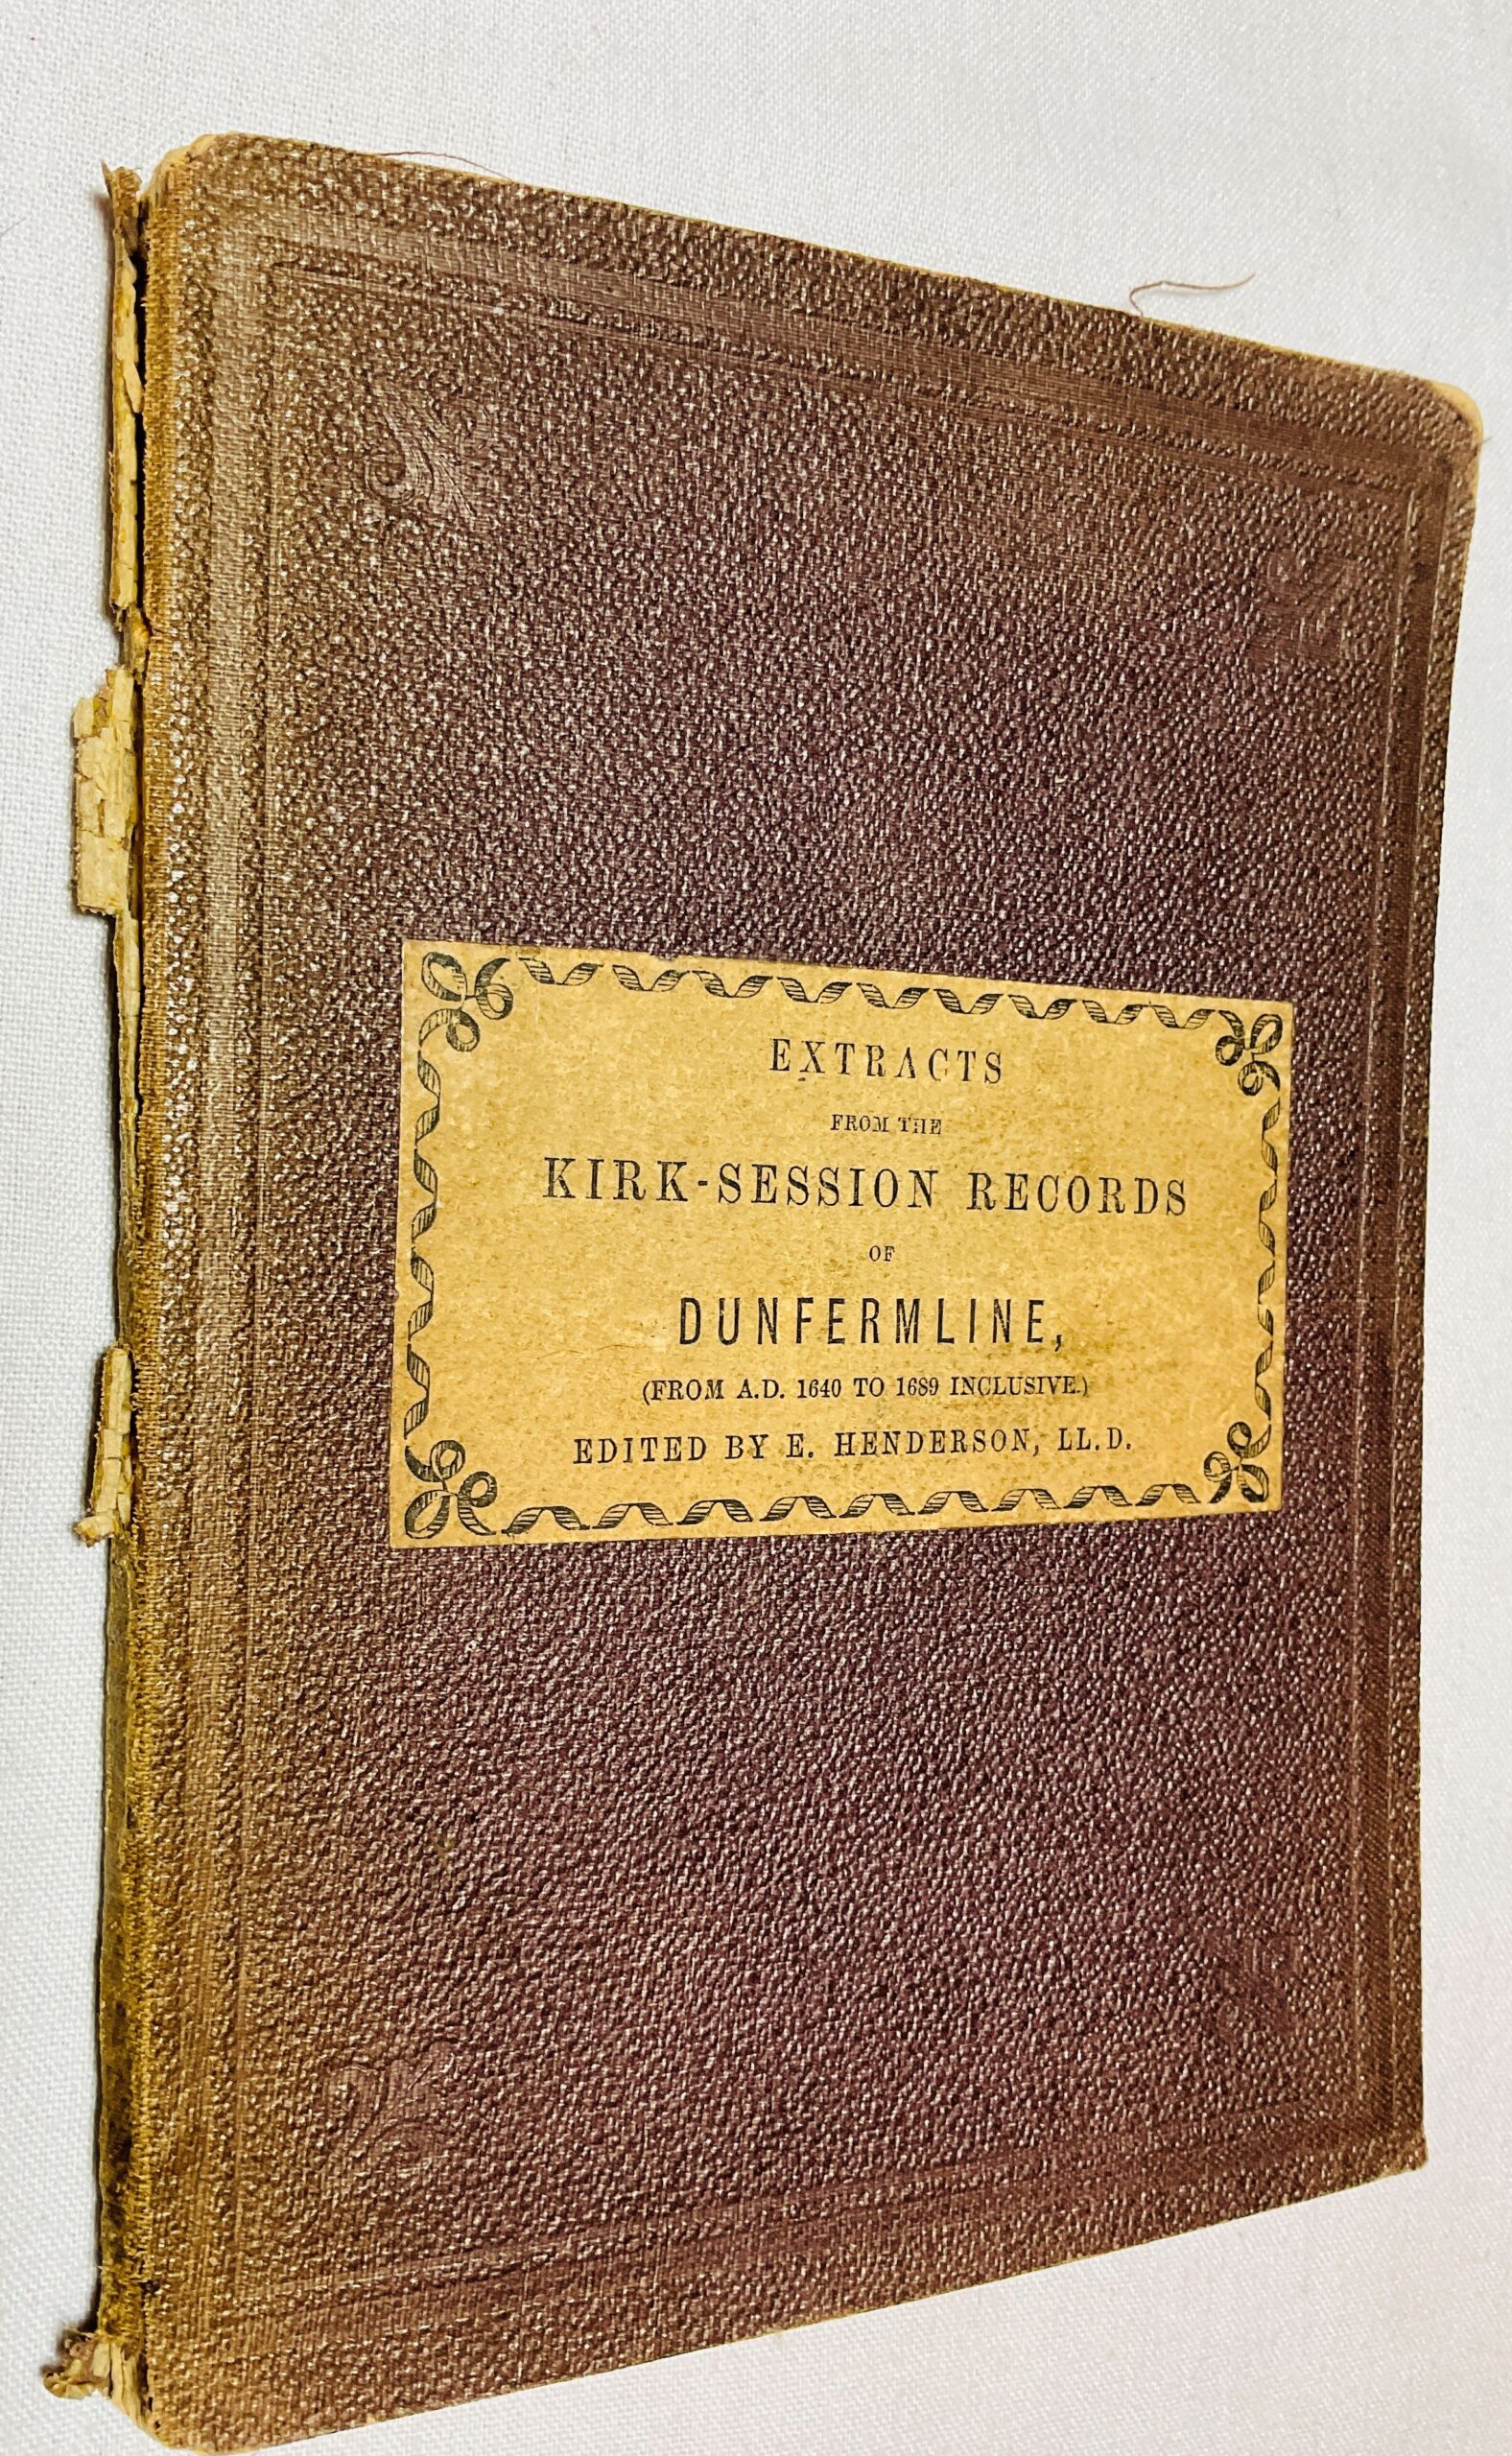 EXTRACTS
FROM THE
KIRK-SESSION RECORDS
OF
DUNFERMLINE,
(FROM A.D. 1640 TO 1689 INCLUSIVE.)
EDITED BY E. HENDERSON, LL.D.